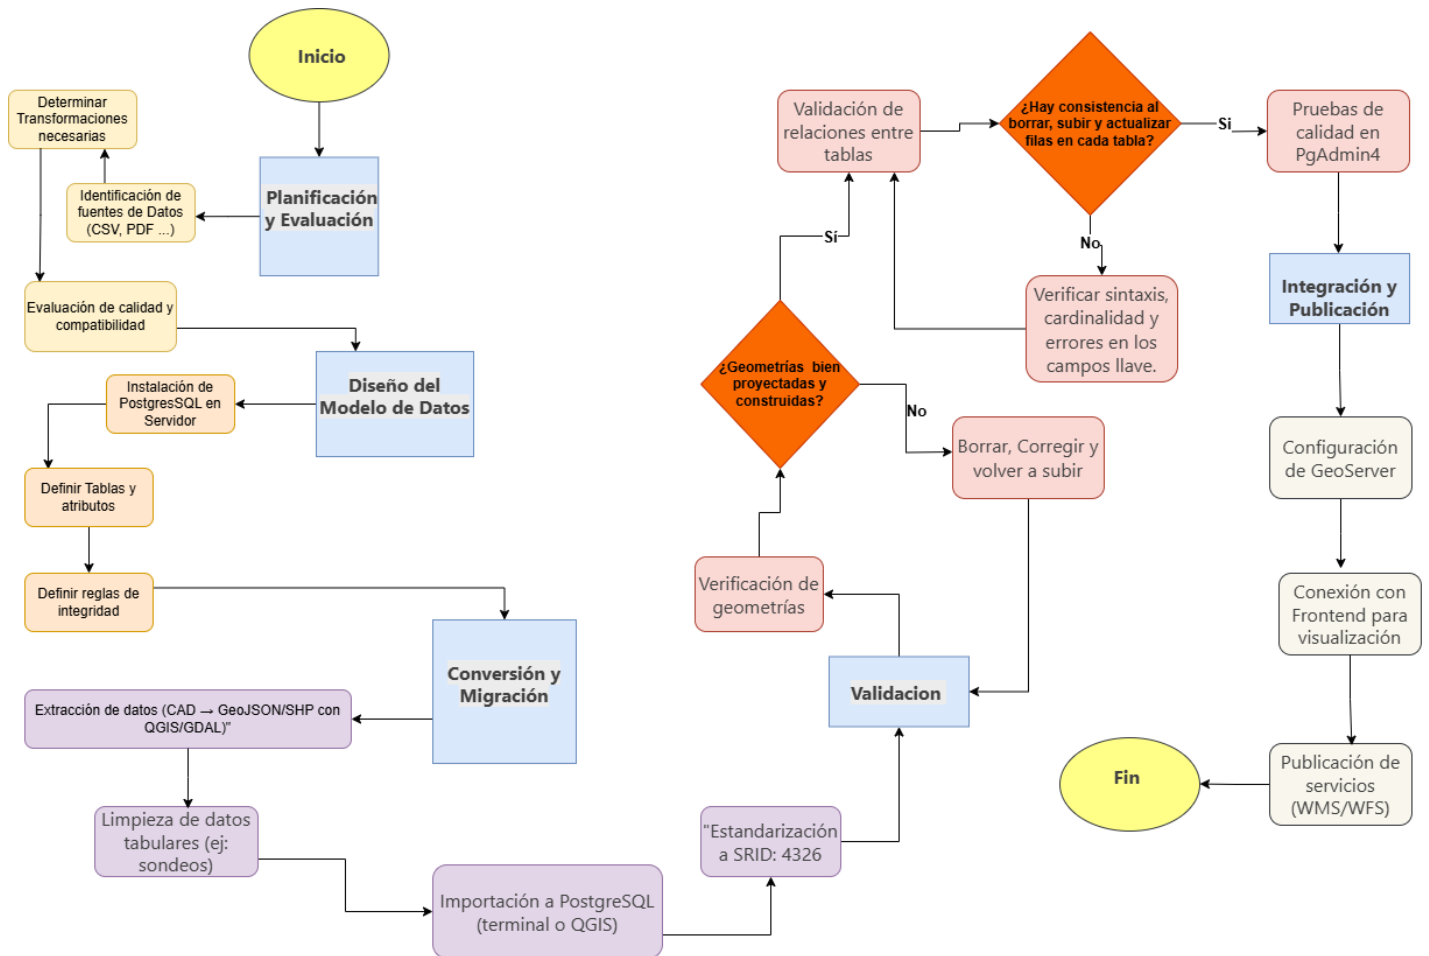 Inicio
Planificación
y Evaluación
Identificación de
fuentes de Datos
(CSV, PDF ...)
Determinar
Transformaciones
necesarias
Evaluación de calidad y
compatibilidad
Diseño del
Modelo de Datos
Instalación de
PostgresSQL en
Servidor
Definir Tablas y
atributos
Definir reglas de
integridad
Conversión y
Migración
Extracción de datos (CAD → GeoJSON/SHP con
QGIS/GDAL)"
Limpieza de datos
tabulares (ej:
sondeos)
Importación a PostgreSQL
(terminal o QGIS)
"Estandarización
a SRID: 4326
Validacion
Verificación de
geometrías
¿Geometrías bien
proyectadas y
construidas?
No
Borrar, Corregir y
volver a subir
Sí
Validación de
relaciones entre
tablas
¿Hay consistencia al
borrar, subir y actualizar
filas en cada tabla?
No
Verificar sintaxis,
cardinalidad y
errores en los
campos llave.
Si
Pruebas de
calidad en
PgAdmin4
Integración y
Publicación
Configuración
de GeoServer
Conexión con
Frontend para
visualización
Publicación de
servicios
(WMS/WFS)
Fin